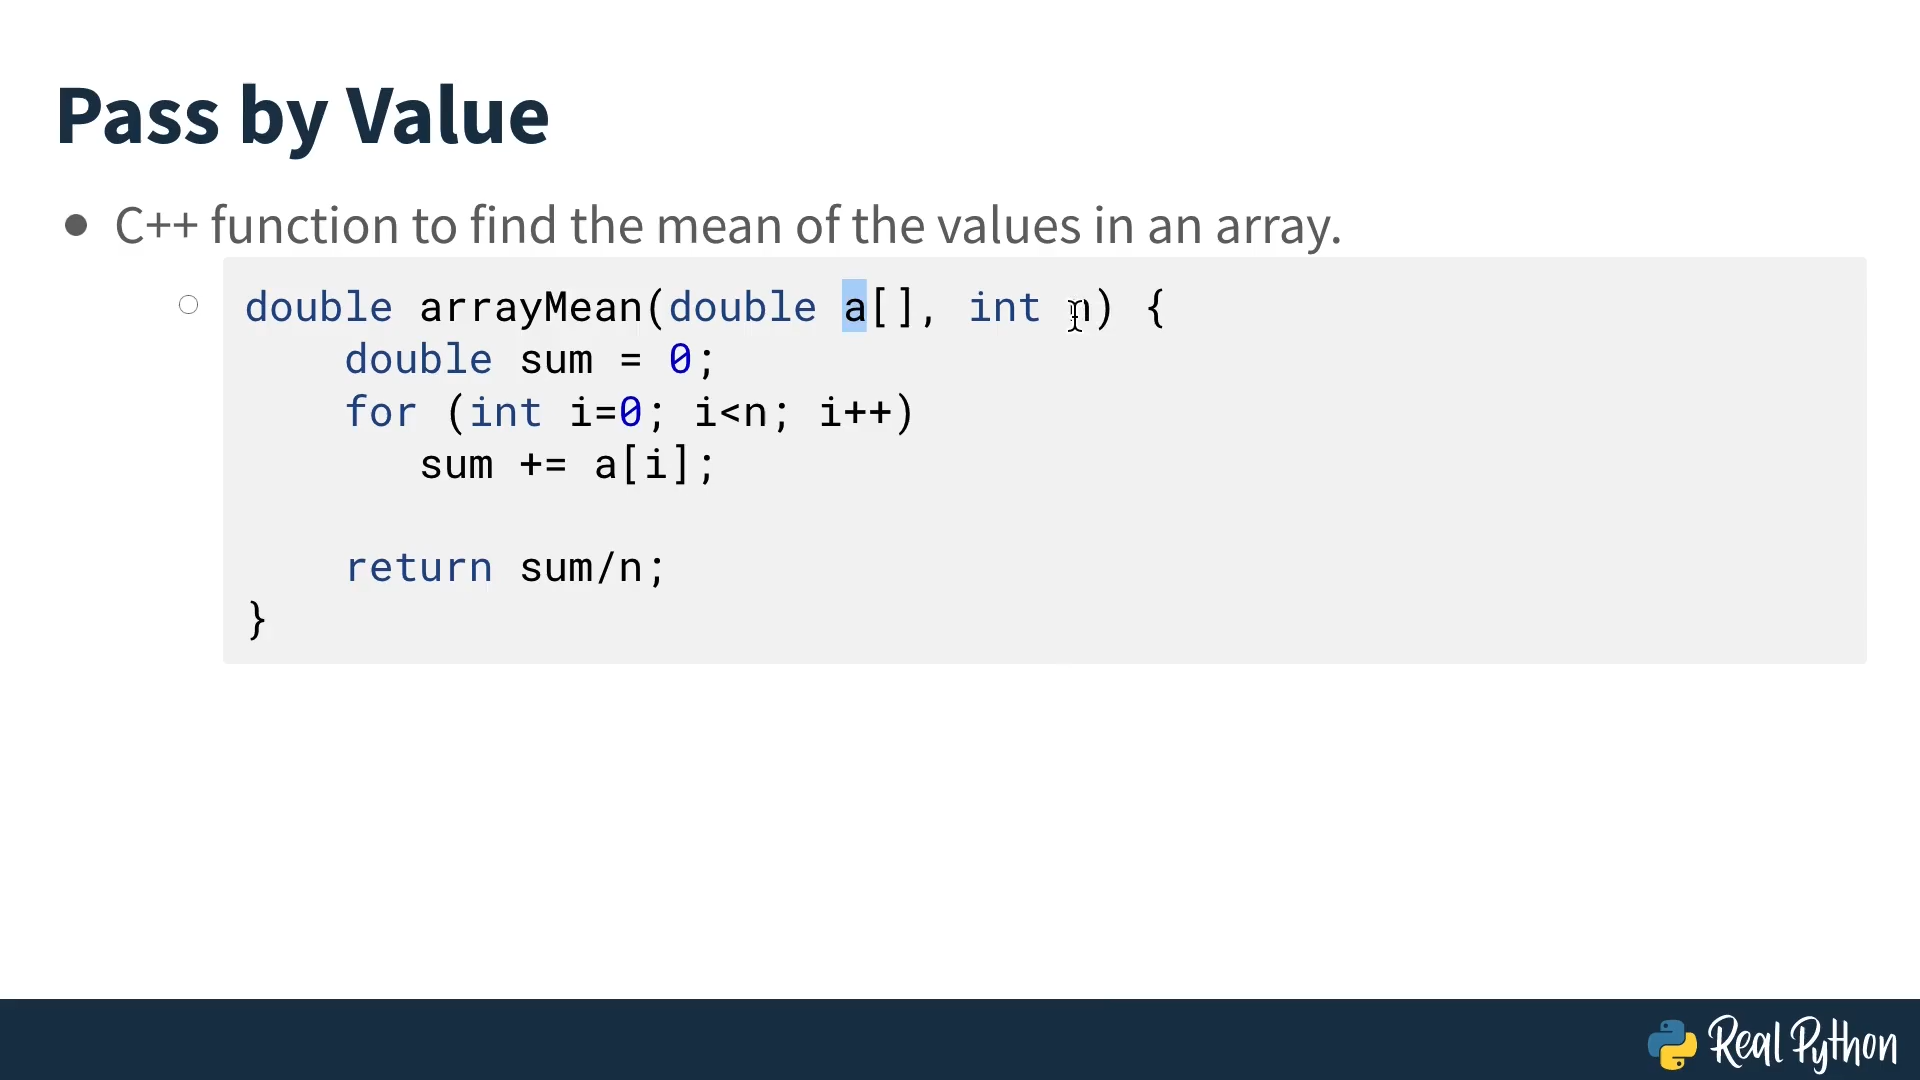 Pass by Value
C++ function to find the mean of the values in an array.
double arrayMean(double a[], int n) {
    double sum = 0;
    for (int i=0; i<n; i++)
       sum += a[i];
    return sum/n;
}
Real Python